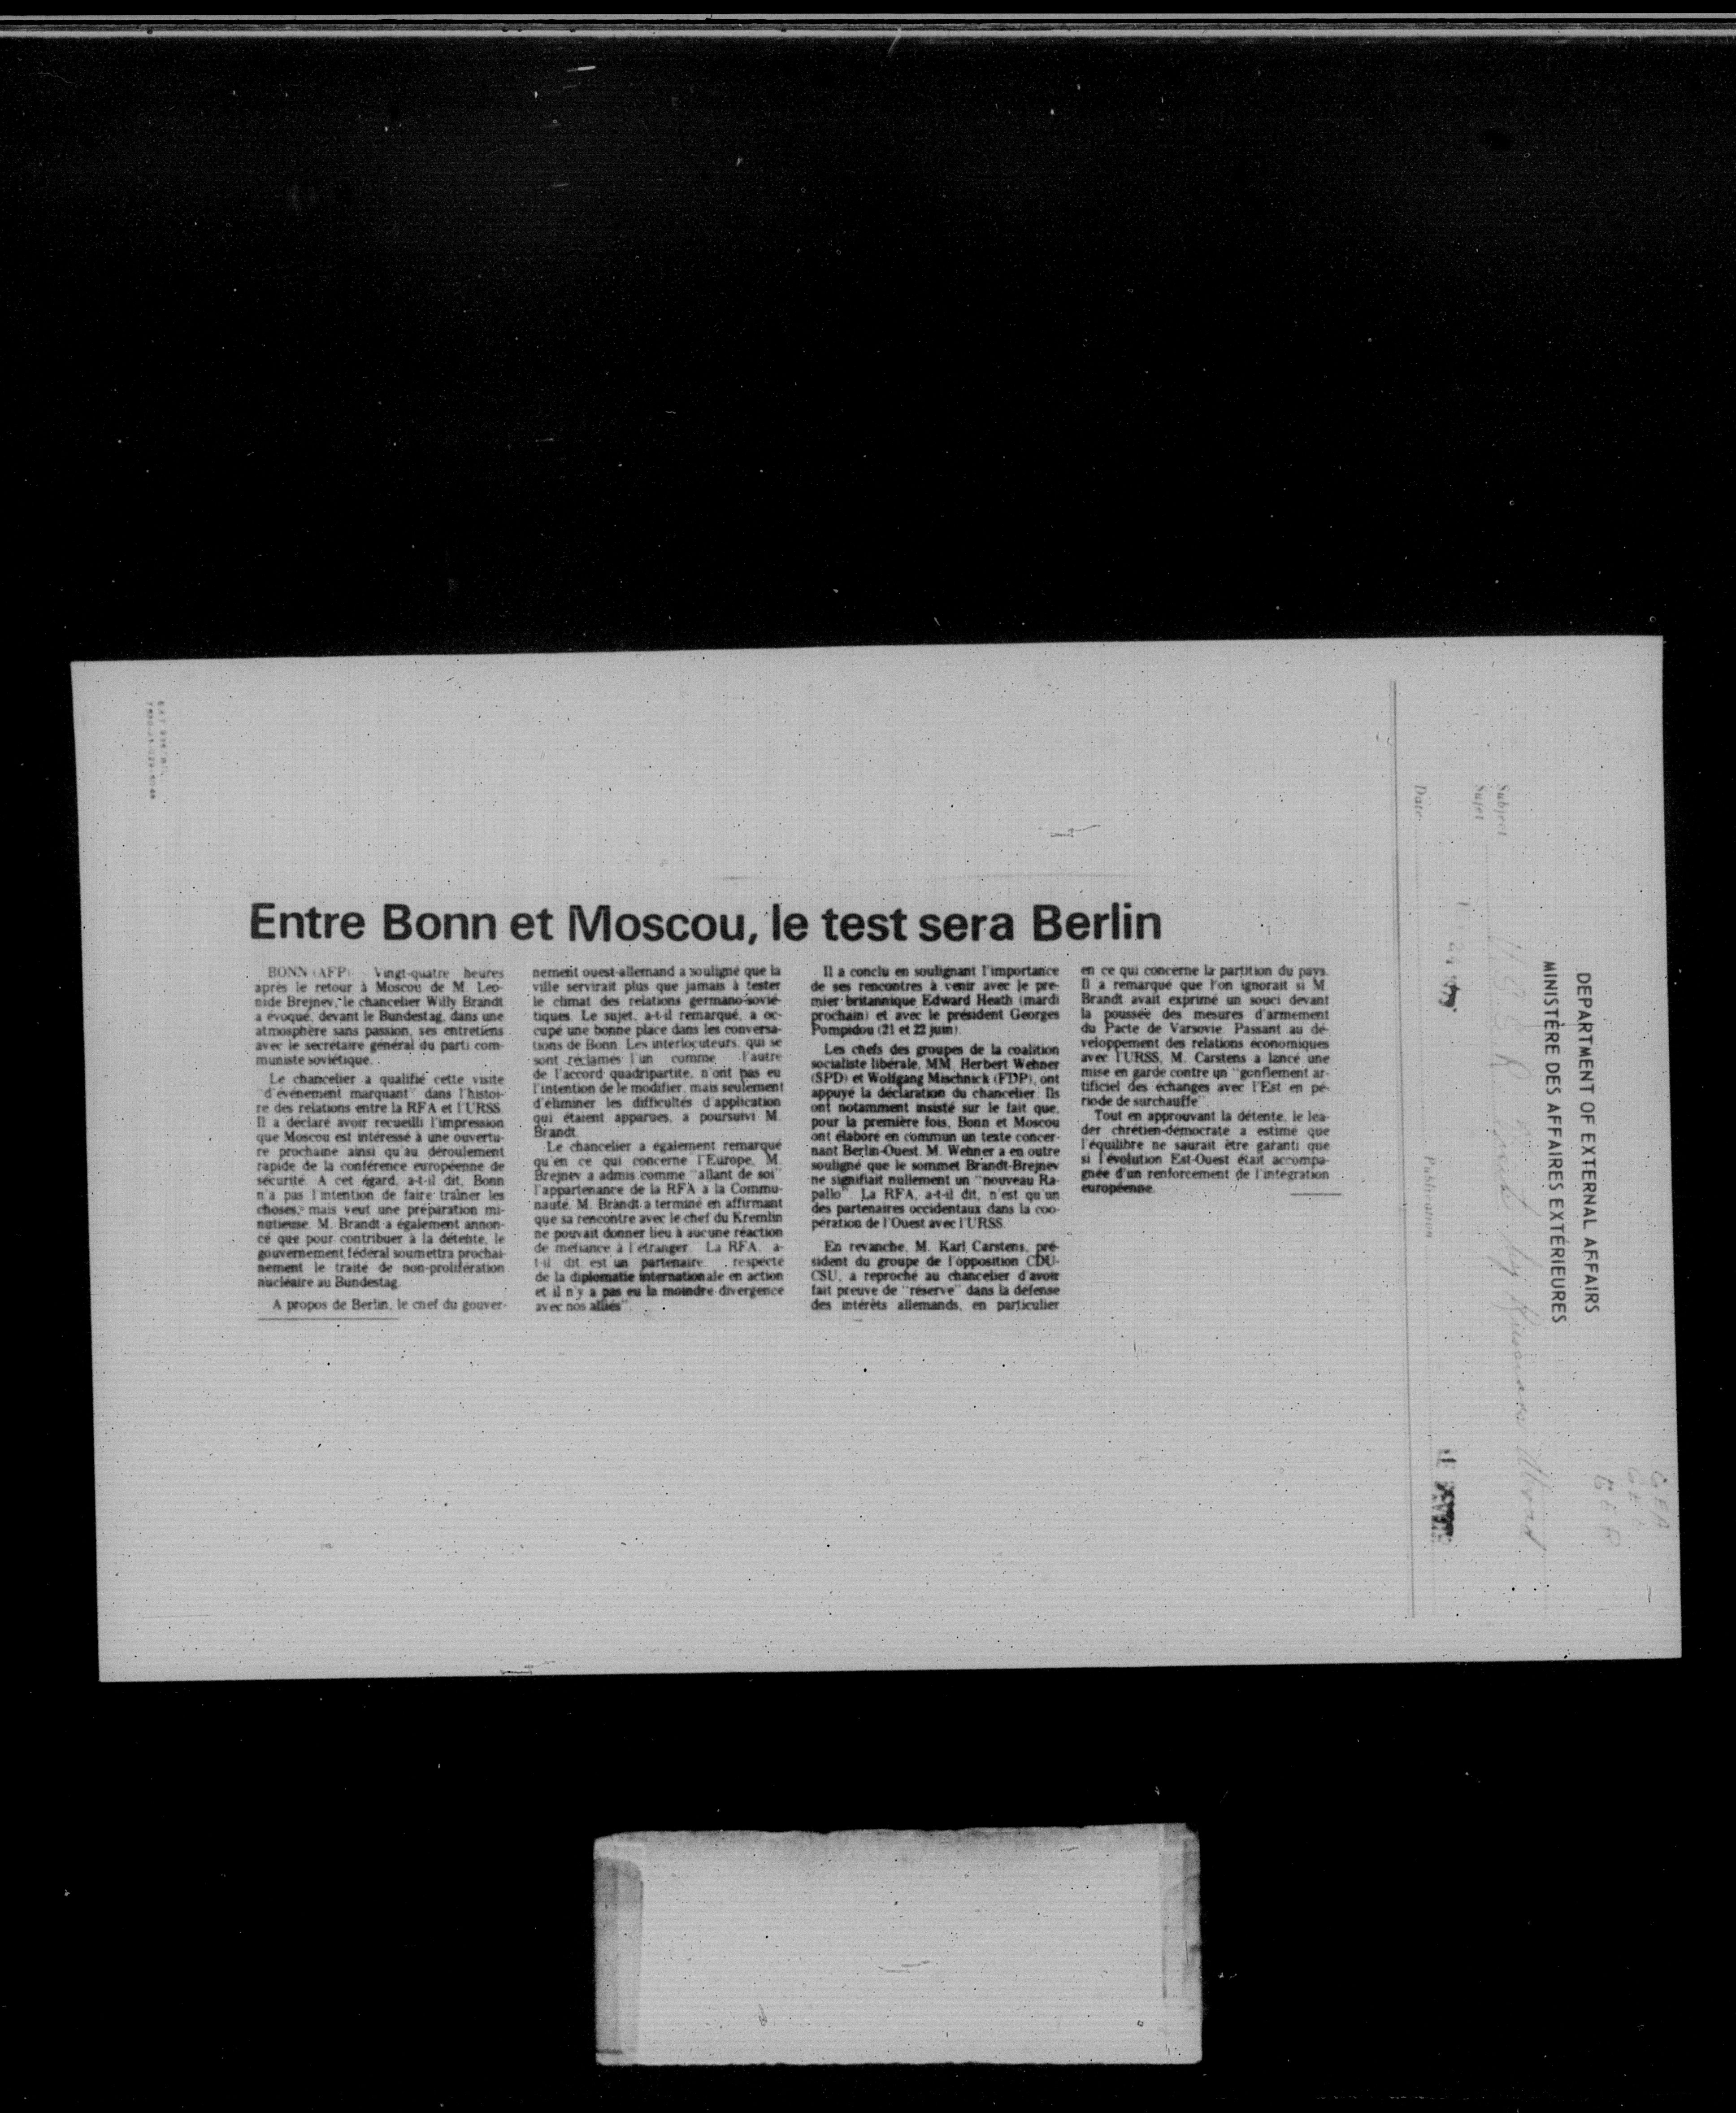 DEPARTMENT OF EXTERNAL AFFAIRS
MINISTÈRE DES AFFAIRES EXTÉRIEURES
Subject
Sujet
Date
Publication
Entre Bonn et Moscou, le test sera Berlin
BONN (AFP) Vingt-quatre heures
après le retour à Moscou de M. Leo-
nide Brejnev, le chancelier Willy Brandt
a évoqué, devant le Bundestag, dans une
atmosphère sans passion, ses entretiens
avec le secrétaire général du parti com-
muniste soviétique.
Le chancelier a qualifié cette visite
"d'événement marquant" dans l'histoi-
re des relations entre la RFA et l'URSS.
Il a déclaré avoir recueilli l'impression
que Moscou est intéressé à une ouvertu-
re prochaine ainsi qu'au déroulement
rapide de la conférence européenne de
sécurité. A cet égard, a-t-il dit, Bonn
n'a pas l'intention de faire traîner les
choses, mais veut une préparation mi-
nutieuse. M. Brandt a également annon-
cé que pour contribuer à la détente, le
gouvernement fédéral soumettra prochai-
nement le traité de non-prolifération
nucléaire au Bundestag.
A propos de Berlin, le chef du gouver-
nement ouest-allemand a souligné que la
ville servirait plus que jamais à tester
le climat des relations germano-sovié-
tiques. Le sujet, a-t-il remarqué, a oc-
cupé une bonne place dans les conversa-
tions de Bonn. Les interlocuteurs, qui se
sont réclamés l'un comme l'autre
de l'accord quadripartite, n'ont pas eu
l'intention de le modifier, mais seulement
d'éliminer les difficultés d'application
qui étaient apparues, a poursuivi M.
Brandt.
Le chancelier a également remarqué
qu'en ce qui concerne l'Europe, M.
Brejnev a admis comme "allant de soi"
l'appartenance de la RFA à la Commu-
nauté. M. Brandt a terminé en affirmant
que sa rencontre avec le chef du Kremlin
ne pouvait donner lieu à aucune réaction
de méfiance à l'étranger. La RFA, a-
t-il dit est un partenaire respecté
de la diplomatie internationale en action
et il n'y a pas eu la moindre divergence
avec nos alliés".
Il a conclu en soulignant l'importance
de ses rencontres à venir avec le pre-
mier britannique Edward Heath (mardi
prochain) et avec le président Georges
Pompidou (21 et 22 juin).
Les chefs des groupes de la coalition
socialiste libérale, MM. Herbert Wehner
(SPD) et Wolfgang Mischnick (FDP), ont
appuyé la déclaration du chancelier. Ils
ont notamment insisté sur le fait que,
pour la première fois, Bonn et Moscou
ont élaboré en commun un texte concer-
nant Berlin-Ouest. M. Wehner a en outre
souligné que le sommet Brandt-Brejnev
ne signifiait nullement un "nouveau Ra-
pallo". La RFA, a-t-il dit, n'est qu'un
des partenaires occidentaux dans la coo-
pération de l'Ouest avec l'URSS.
En revanche, M. Karl Carstens, pré-
sident du groupe de l'opposition CDU-
CSU, a reproché au chancelier d'avoir
fait preuve de "réserve" dans la défense
des intérêts allemands, en particulier
en ce qui concerne la partition du pays.
Il a remarqué que l'on ignorait si M.
Brandt avait exprimé un souci devant
la poussée des mesures d'armement
du Pacte de Varsovie. Passant au dé-
veloppement des relations économiques
avec l'URSS, M. Carstens a lancé une
mise en garde contre un "gonflement ar-
tificiel des échanges avec l'Est en pé-
riode de surchauffe".
Tout en approuvant la détente, le lea-
der chrétien-démocrate a estimé que
l'équilibre ne saurait être garanti que
si l'évolution Est-Ouest était accompa-
gnée d'un renforcement de l'intégration
européenne.